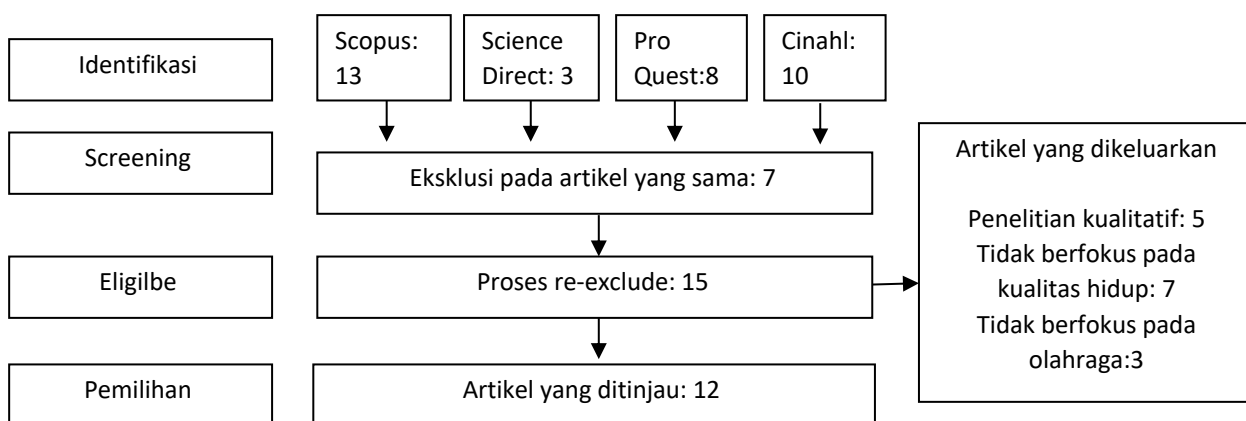 Identifikasi
Scopus:
13
Science
Direct: 3
Pro
Quest:8
Cinahl:
10
Screening
Eksklusi pada artikel yang sama: 7
Artikel yang dikeluarkan
Penelitian kualitatif: 5
Tidak berfokus pada
kualitas hidup: 7
Tidak berfokus pada
olahraga:3
Eligilbe
Proses re-exclude: 15
Pemilihan
Artikel yang ditinjau: 12